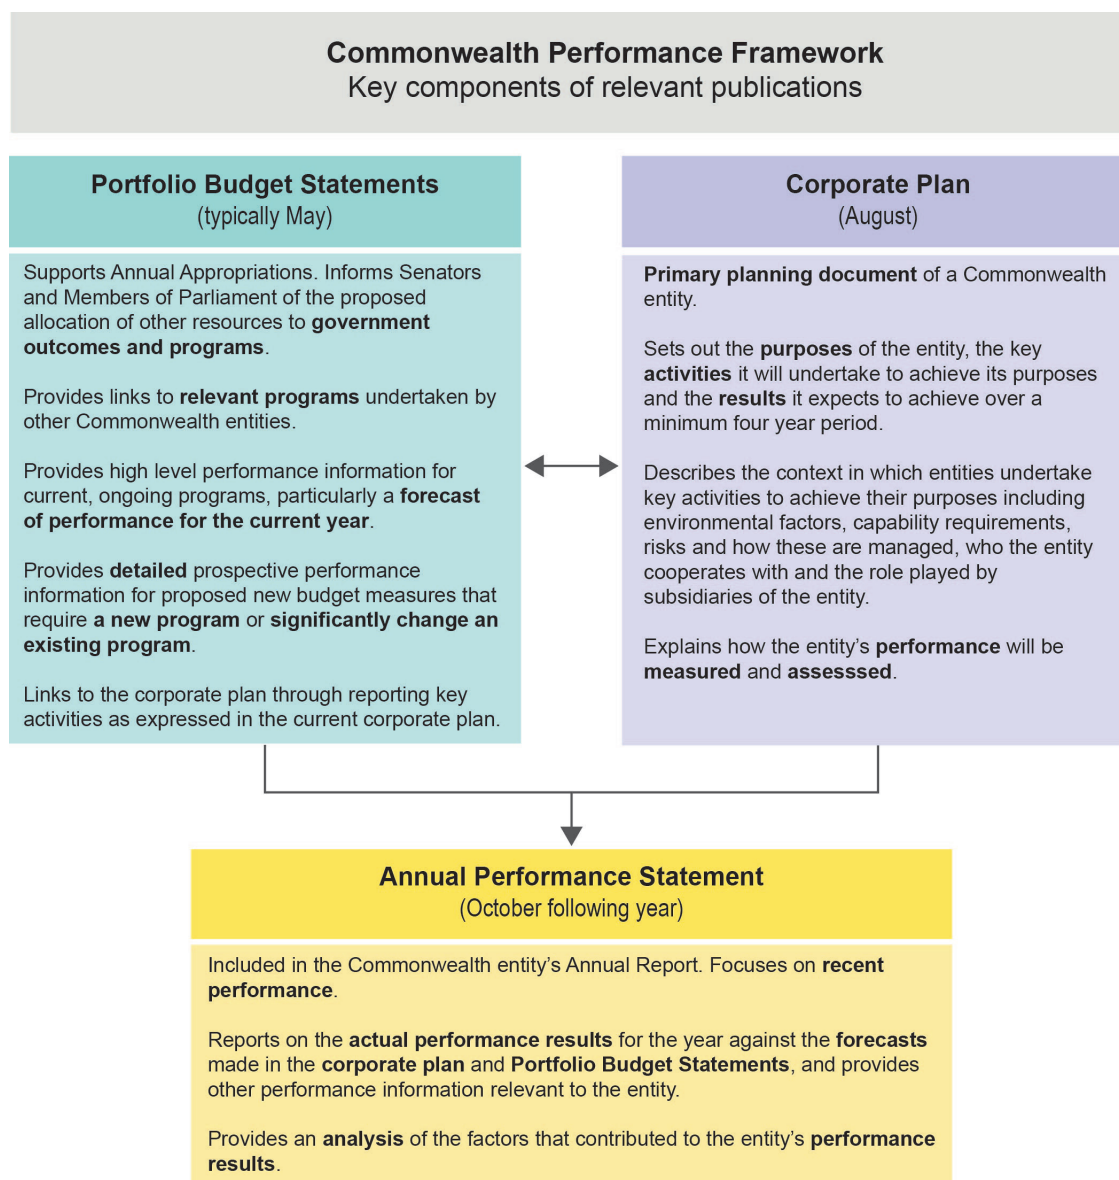 Commonwealth Performance Framework
Key components of relevant publications
Portfolio Budget Statements
(typically May)
Supports Annual Appropriations. Informs Senators
and Members of Parliament of the proposed
allocation of other resources to government
outcomes and programs.
Provides links to relevant programs undertaken by
other Commonwealth entities.
Provides high level performance information for
current, ongoing programs, particularly a forecast
of performance for the current year.
Provides detailed prospective performance
information for proposed new budget measures that
require a new program or significantly change an
existing program.
Links to the corporate plan through reporting key
activities as expressed in the current corporate plan.
Corporate Plan
(August)
Primary planning document of a Commonwealth
entity.
Sets out the purposes of the entity, the key
activities it will undertake to achieve its purposes
and the results it expects to achieve over a
minimum four year period.
Describes the context in which entities undertake
key activities to achieve their purposes including
environmental factors, capability requirements,
risks and how these are managed, who the entity
cooperates with and the role played by
subsidiaries of the entity.
Explains how the entity’s performance will be
measured and assesssed.
Annual Performance Statement
(October following year)
Included in the Commonwealth entity’s Annual Report. Focuses on recent
performance.
Reports on the actual performance results for the year against the forecasts
made in the corporate plan and Portfolio Budget Statements, and provides
other performance information relevant to the entity.
Provides an analysis of the factors that contributed to the entity’s performance
results.